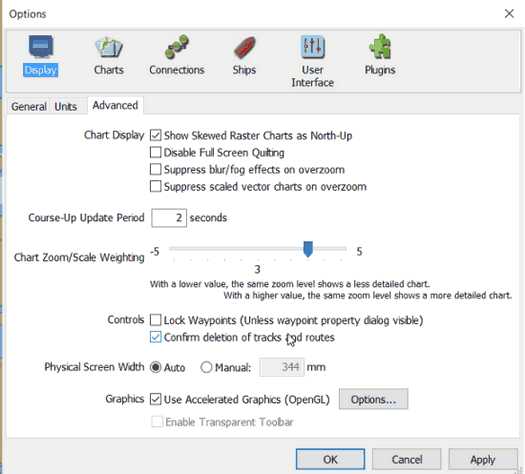 Options
Display
Charts
Connections
Ships
User
Interface
Plugins
General Units Advanced
Chart Display Show Skewed Raster Charts as North-Up
Disable Full Screen Quilting
Suppress blur/fog effects on overzoom
Suppress scaled vector charts on overzoom
Course-Up Update Period 2 seconds
Chart Zoom/Scale Weighting -5 5
3
With a lower value, the same zoom level shows a less detailed chart.
With a higher value, the same zoom level shows a more detailed chart.
Controls Lock Waypoints (Unless waypoint property dialog visible)
Confirm deletion of tracks and routes
Physical Screen Width Auto Manual: 344 mm
Graphics Use Accelerated Graphics (OpenGL) Options...
Enable Transparent Toolbar
OK Cancel Apply